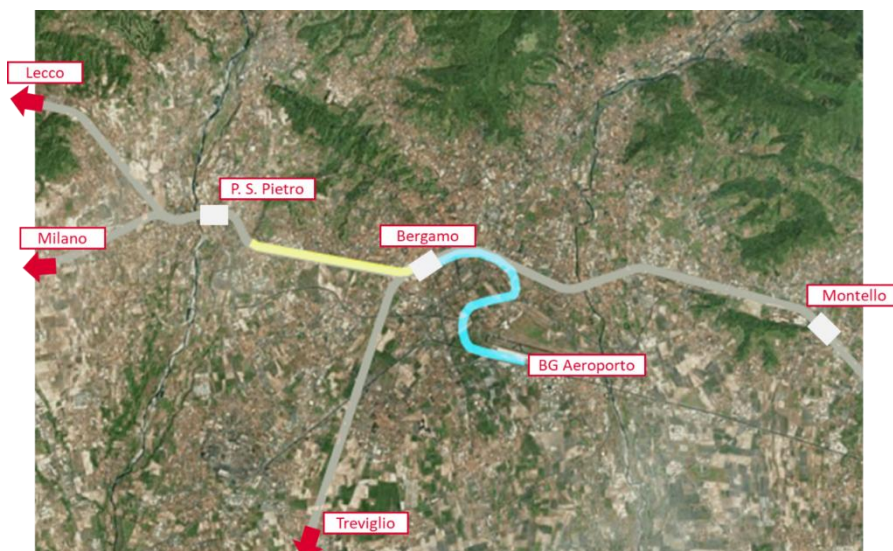 Lecco
P. S. Pietro
Milano
Bergamo
Montello
BG Aeroporto
Treviglio